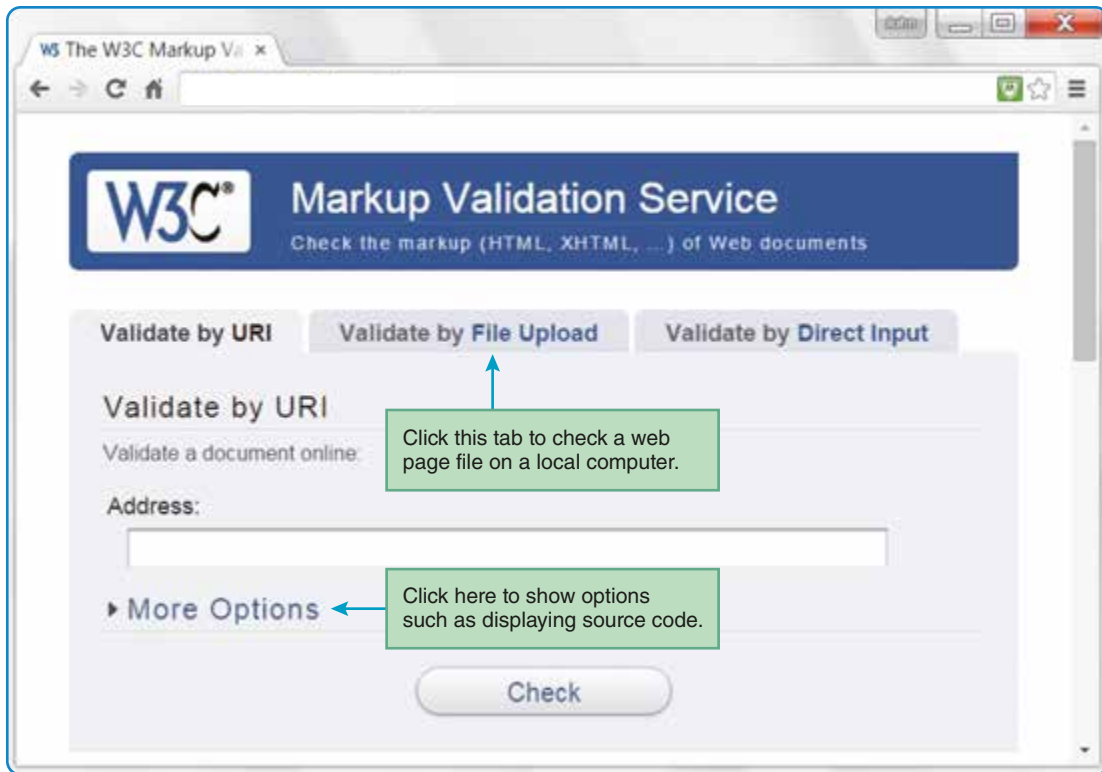 The W3C Markup Va
W3C®
Markup Validation Service
Check the markup (HTML, XHTML, ...) of Web documents
Validate by URI
Validate by File Upload
Validate by Direct Input
Validate by URI
Validate a document online:
Click this tab to check a web
page file on a local computer.
Address:
More Options
Click here to show options
such as displaying source code.
Check